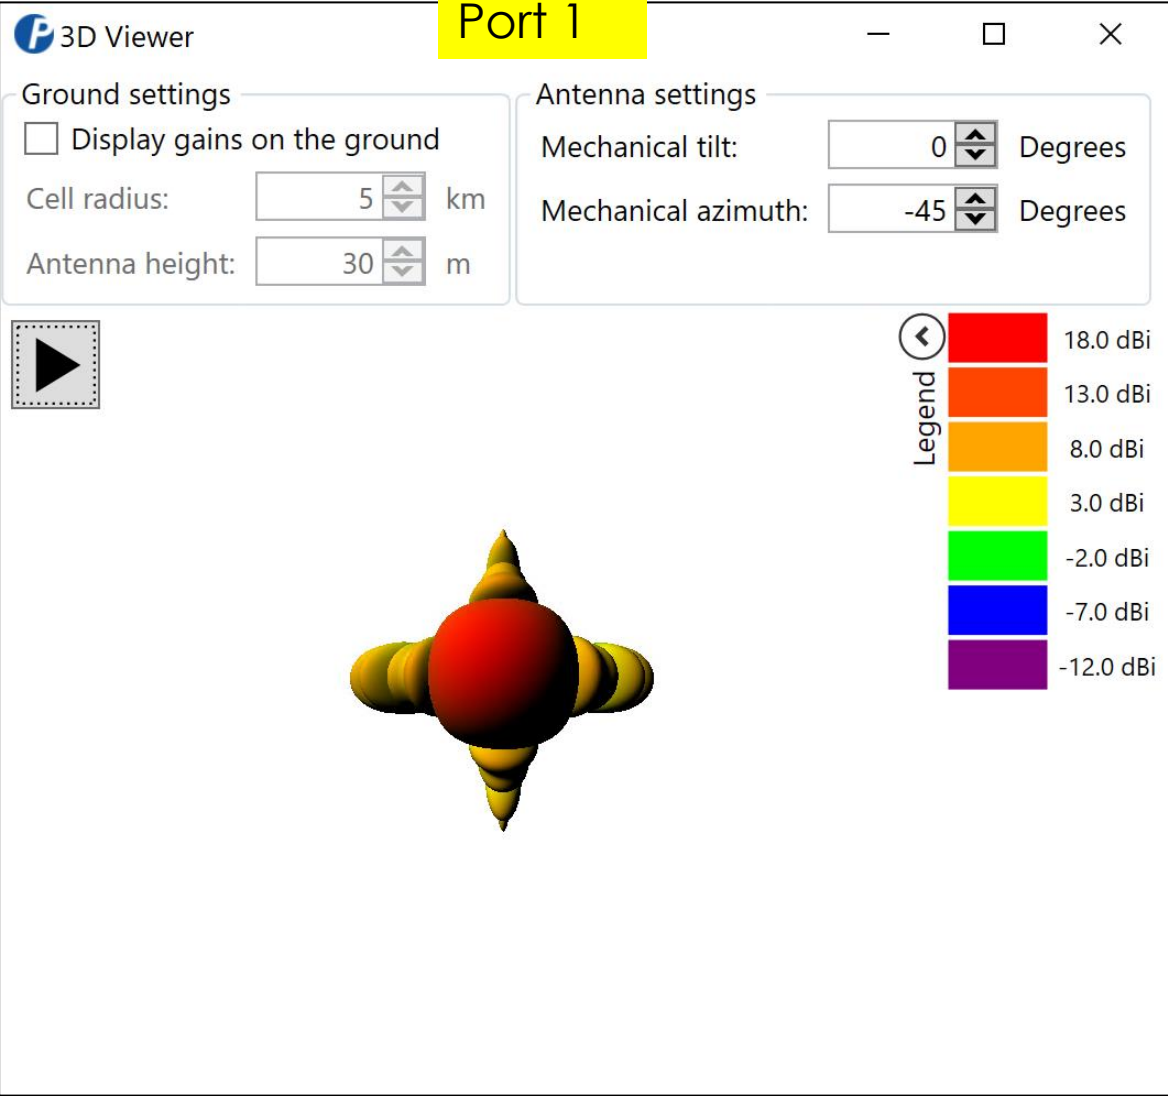 Port 1
3D Viewer
Ground settings
Display gains on the ground
Cell radius: 5 km
Antenna height: 30 m
Antenna settings
Mechanical tilt: 0 Degrees
Mechanical azimuth: -45 Degrees
Legend
18.0 dBi
13.0 dBi
8.0 dBi
3.0 dBi
-2.0 dBi
-7.0 dBi
-12.0 dBi